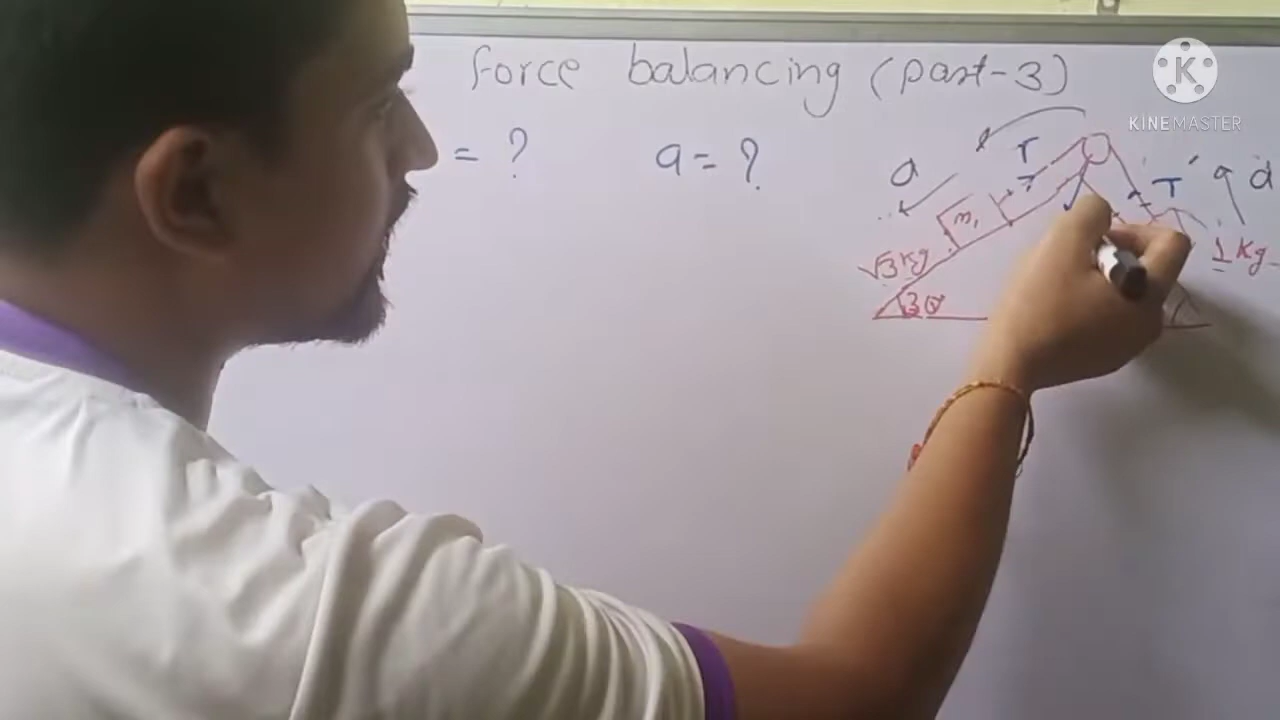 force balancing (part-3)
= ? a = ?
KINEMASTER
T
a
T
a
a
m₁
√3 kg
1 kg
30